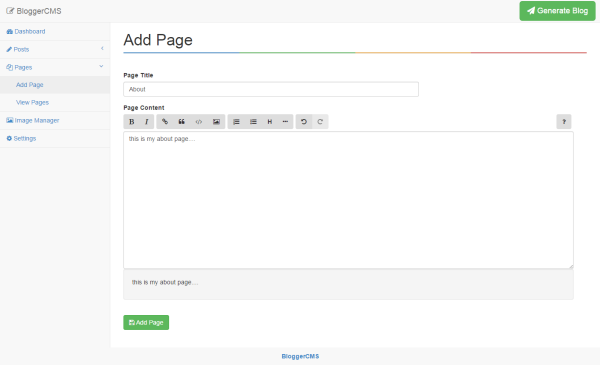 BloggerCMS
Generate Blog
Dashboard
Posts
Pages
Add Page
View Pages
Image Manager
Settings
Add Page
Page Title
About
Page Content
B I H ?
this is my about page...
this is my about page...
Add Page
BloggerCMS